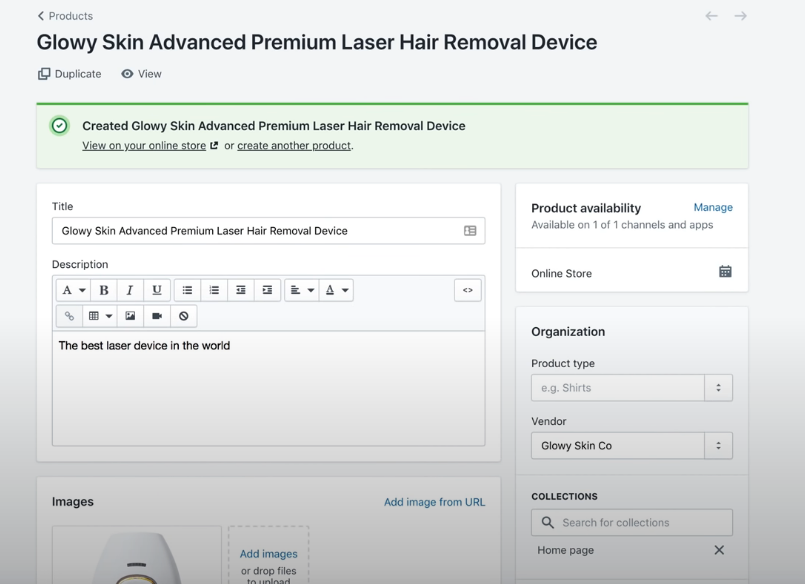 Products
Glowy Skin Advanced Premium Laser Hair Removal Device
Duplicate View
Created Glowy Skin Advanced Premium Laser Hair Removal Device
View on your online store or create another product.
Title
Glowy Skin Advanced Premium Laser Hair Removal Device
Description
A B I U A <>
The best laser device in the world
Images Add image from URL
Add images
or drop files
to upload
Product availability Manage
Available on 1 of 1 channels and apps
Online Store
Organization
Product type
e.g. Shirts
Vendor
Glowy Skin Co
COLLECTIONS
Search for collections
Home page